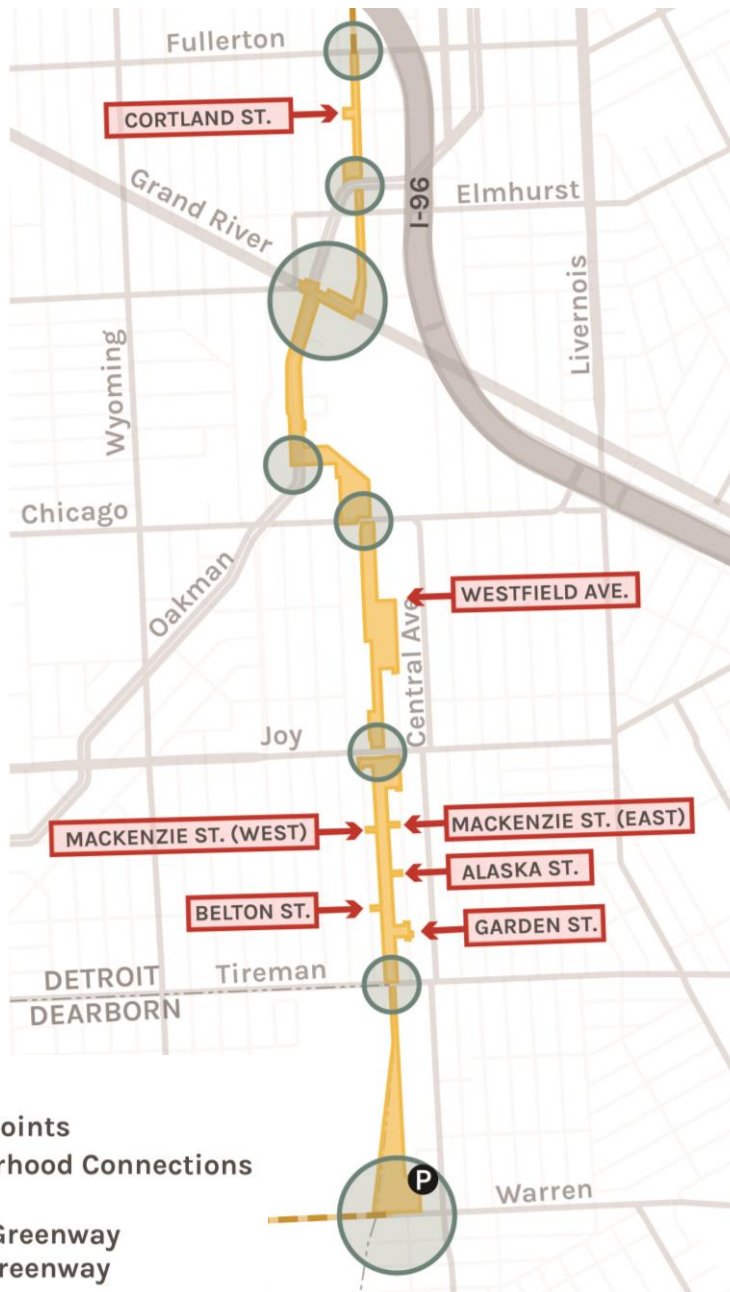 Fullerton
CORTLAND ST.
Grand River
Elmhurst
I-96
Livernois
Wyoming
Chicago
Oakman
WESTFIELD AVE.
Central Ave
Joy
MACKENZIE ST. (WEST)
MACKENZIE ST. (EAST)
ALASKA ST.
BELTON ST.
GARDEN ST.
DETROIT
Tireman
DEARBORN
oints
rhood Connections
P
Warren
Greenway
reenway